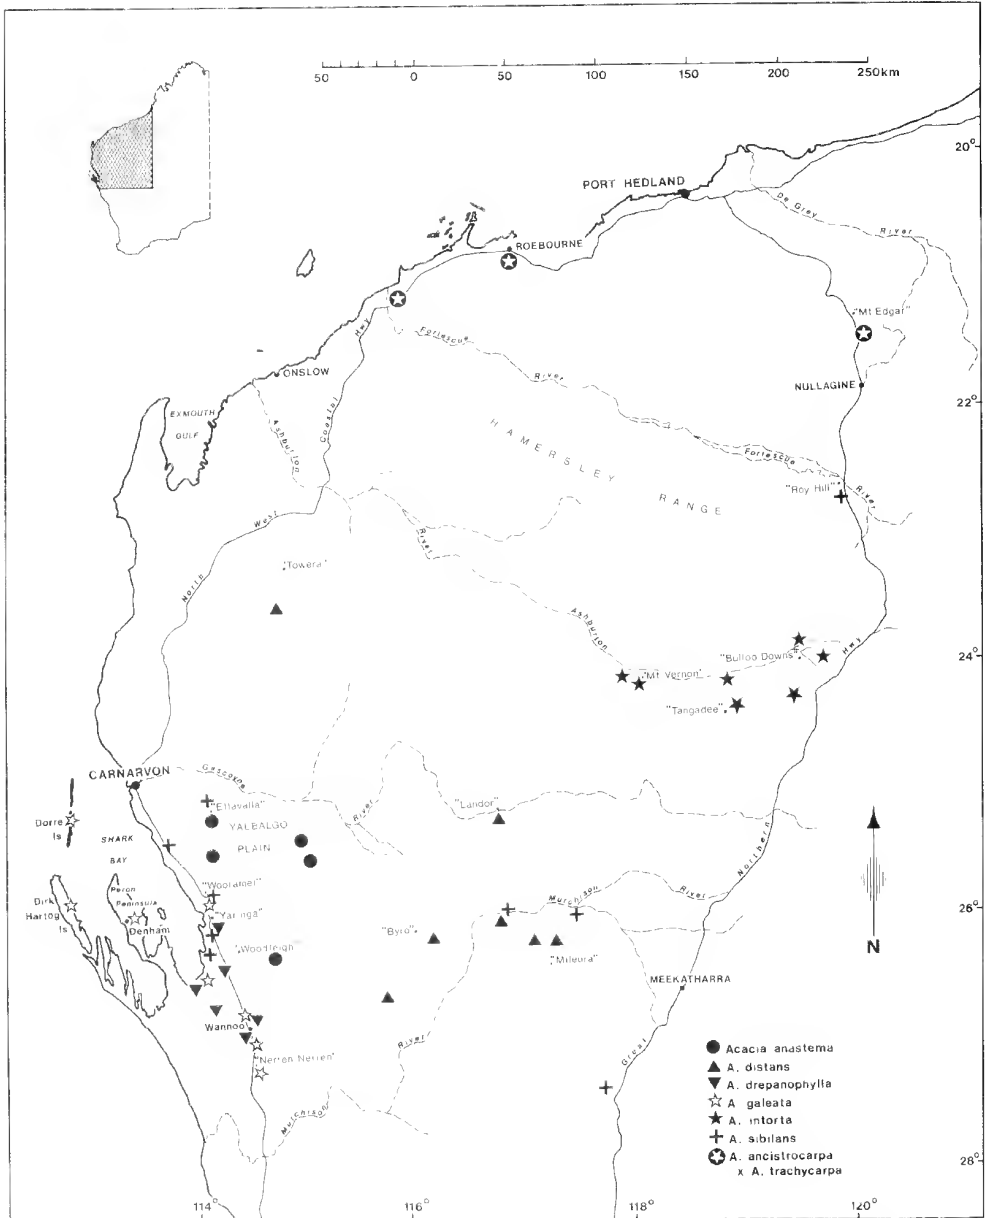 50 0 50 100 150 200 250km
20°
PORT HEDLAND
De Grey
River
ROEBOURNE
"Mt Edgar"
Fortescue
River
Hwy
ONSLOW
NULLAGINE
22°
EXMOUTH
GULF
Ashburton
Coastal
HAMERSLEY RANGE
Fortescue
River
"Roy Hill"
West
River
"Towera"
North
Ashburton
"Bulloo Downs"
Hwy
24°
"Mt Vernon"
"Tangadee"
CARNARVON
Gascoyne
River
"Landor"
Dorre
Is
SHARK
BAY
YALBALGO
PLAIN
Northern
Peron
Peninsula
Dirk
Hartog
Is
Denham
"Yaringa"
"Woodleigh"
"Byro"
Murchison
River
26°
"Mileura"
N
MEEKATHARRA
Wannoo
"Nerren Nerren"
River
Great
Murchison
Acacia anastema
A. distans
A. drepanophylla
A. galeata
A. intorta
A. sibilans
A. ancistrocarpa
x A. trachycarpa
28°
114° 116° 118° 120°